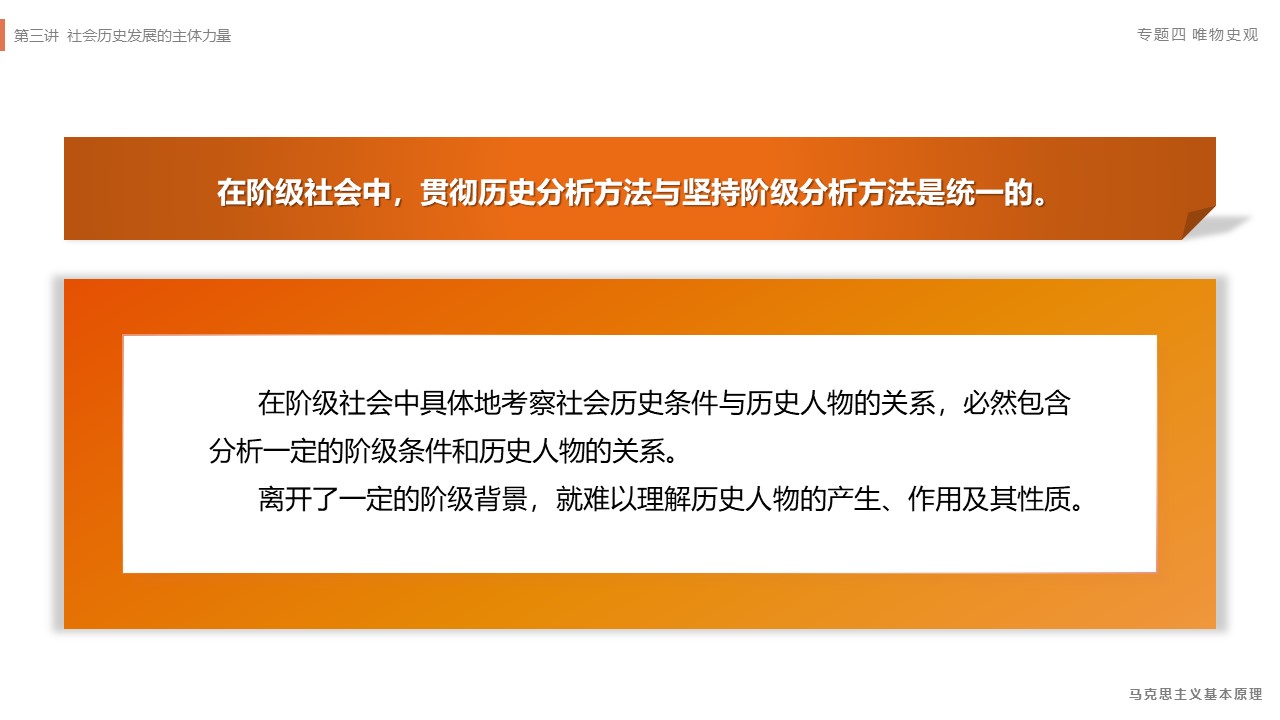 第三讲 社会历史发展的主体力量
专题四 唯物史观
在阶级社会中，贯彻历史分析方法与坚持阶级分析方法是统一的。
在阶级社会中具体地考察社会历史条件与历史人物的关系，必然包含
分析一定的阶级条件和历史人物的关系。
离开了一定的阶级背景，就难以理解历史人物的产生、作用及其性质。
马克思主义基本原理